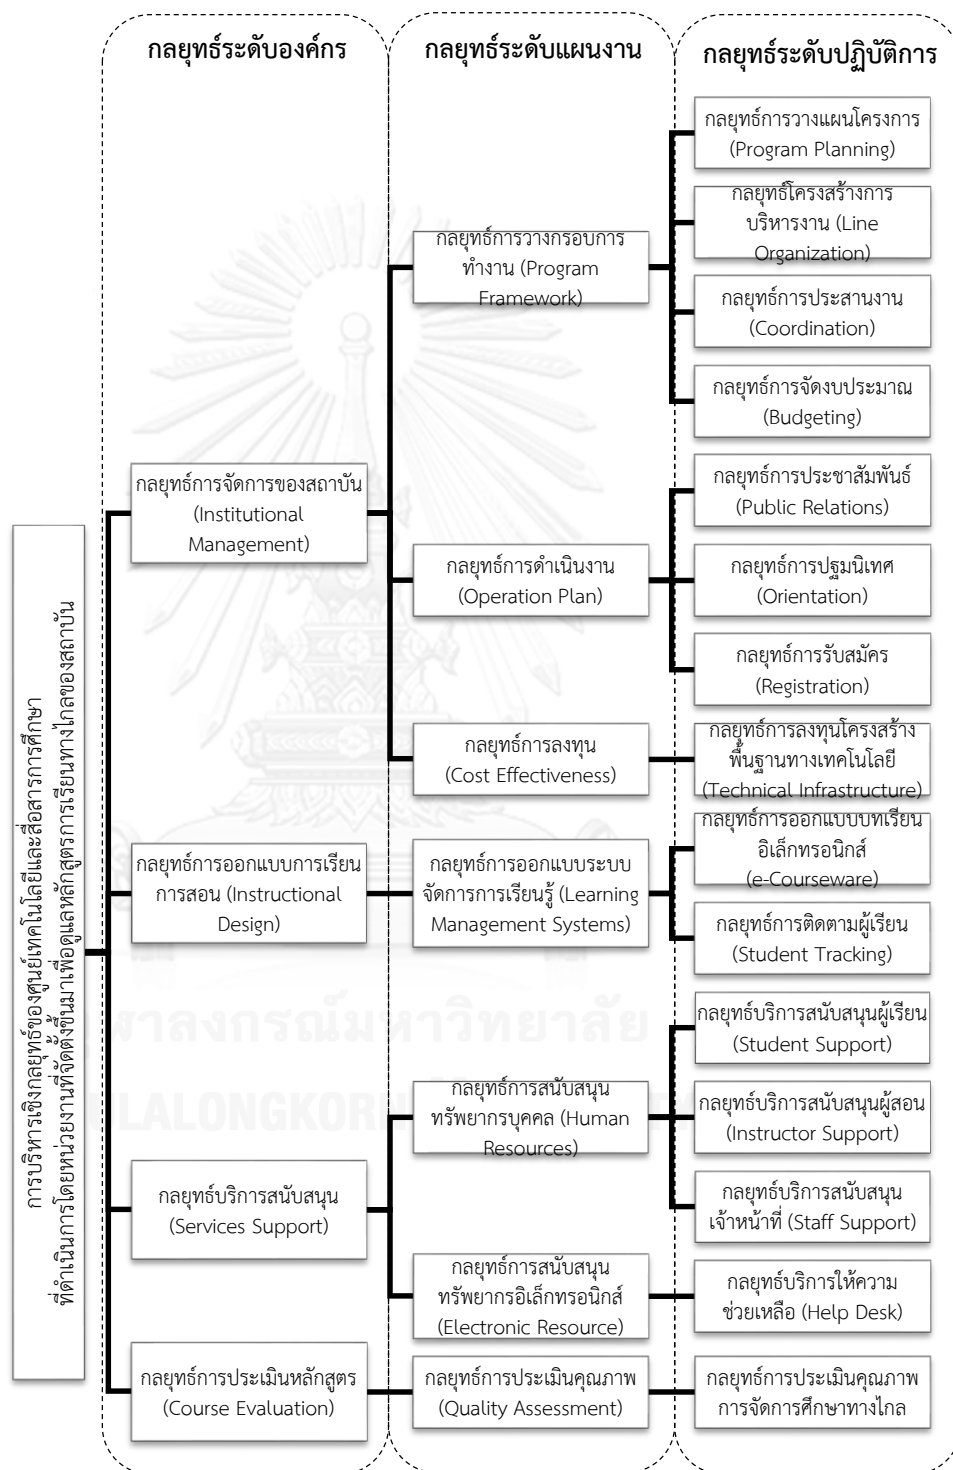 กลยุทธ์ระดับองค์กร
กลยุทธ์ระดับแผนงาน
กลยุทธ์ระดับปฏิบัติการ
การบริหารเชิงกลยุทธ์ของศูนย์เทคโนโลยีและสื่อสารการศึกษา
ที่ดำเนินการโดยหน่วยงานที่จัดตั้งขึ้นมาเพื่อดูแลหลักสูตรการเรียนทางไกลของสถาบัน
กลยุทธ์การจัดการของสถาบัน
(Institutional
Management)
กลยุทธ์การวางกรอบการ
ทำงาน (Program
Framework)
กลยุทธ์การวางแผนโครงการ
(Program Planning)
กลยุทธ์โครงสร้างการ
บริหารงาน (Line
Organization)
กลยุทธ์การประสานงาน
(Coordination)
กลยุทธ์การจัดงบประมาณ
(Budgeting)
กลยุทธ์การดำเนินงาน
(Operation Plan)
กลยุทธ์การประชาสัมพันธ์
(Public Relations)
กลยุทธ์การปฐมนิเทศ
(Orientation)
กลยุทธ์การรับสมัคร
(Registration)
กลยุทธ์การลงทุน
(Cost Effectiveness)
กลยุทธ์การลงทุนโครงสร้าง
พื้นฐานทางเทคโนโลยี
(Technical Infrastructure)
กลยุทธ์การออกแบบการเรียน
การสอน (Instructional
Design)
กลยุทธ์การออกแบบระบบ
จัดการการเรียนรู้ (Learning
Management Systems)
กลยุทธ์การออกแบบบทเรียน
อิเล็กทรอนิกส์
(e-Courseware)
กลยุทธ์การติดตามผู้เรียน
(Student Tracking)
กลยุทธ์บริการสนับสนุน
(Services Support)
กลยุทธ์การสนับสนุน
ทรัพยากรบุคคล (Human
Resources)
กลยุทธ์บริการสนับสนุนผู้เรียน
(Student Support)
กลยุทธ์บริการสนับสนุนผู้สอน
(Instructor Support)
กลยุทธ์บริการสนับสนุน
เจ้าหน้าที่ (Staff Support)
กลยุทธ์การสนับสนุน
ทรัพยากรอิเล็กทรอนิกส์
(Electronic Resource)
กลยุทธ์บริการให้ความ
ช่วยเหลือ (Help Desk)
กลยุทธ์การประเมินหลักสูตร
(Course Evaluation)
กลยุทธ์การประเมินคุณภาพ
(Quality Assessment)
กลยุทธ์การประเมินคุณภาพ
การจัดการศึกษาทางไกล